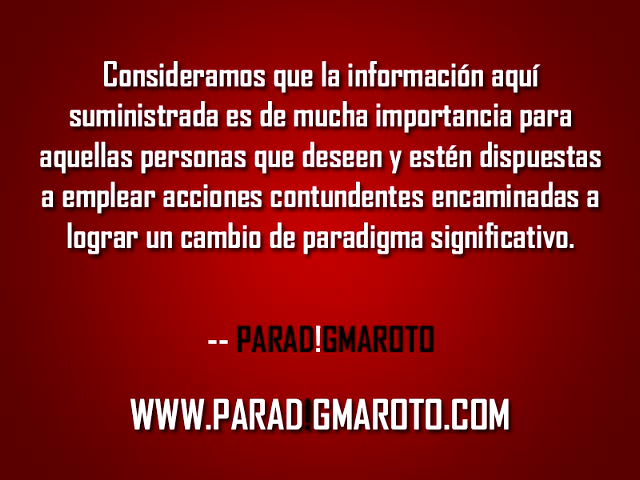 Consideramos que la información aquí
suministrada es de mucha importancia para
aquellas personas que deseen y estén dispuestas
a emplear acciones contundentes encaminadas a
lograr un cambio de paradigma significativo.
-- PARAD!GMAROTO
WWW.PARAD!GMAROTO.COM